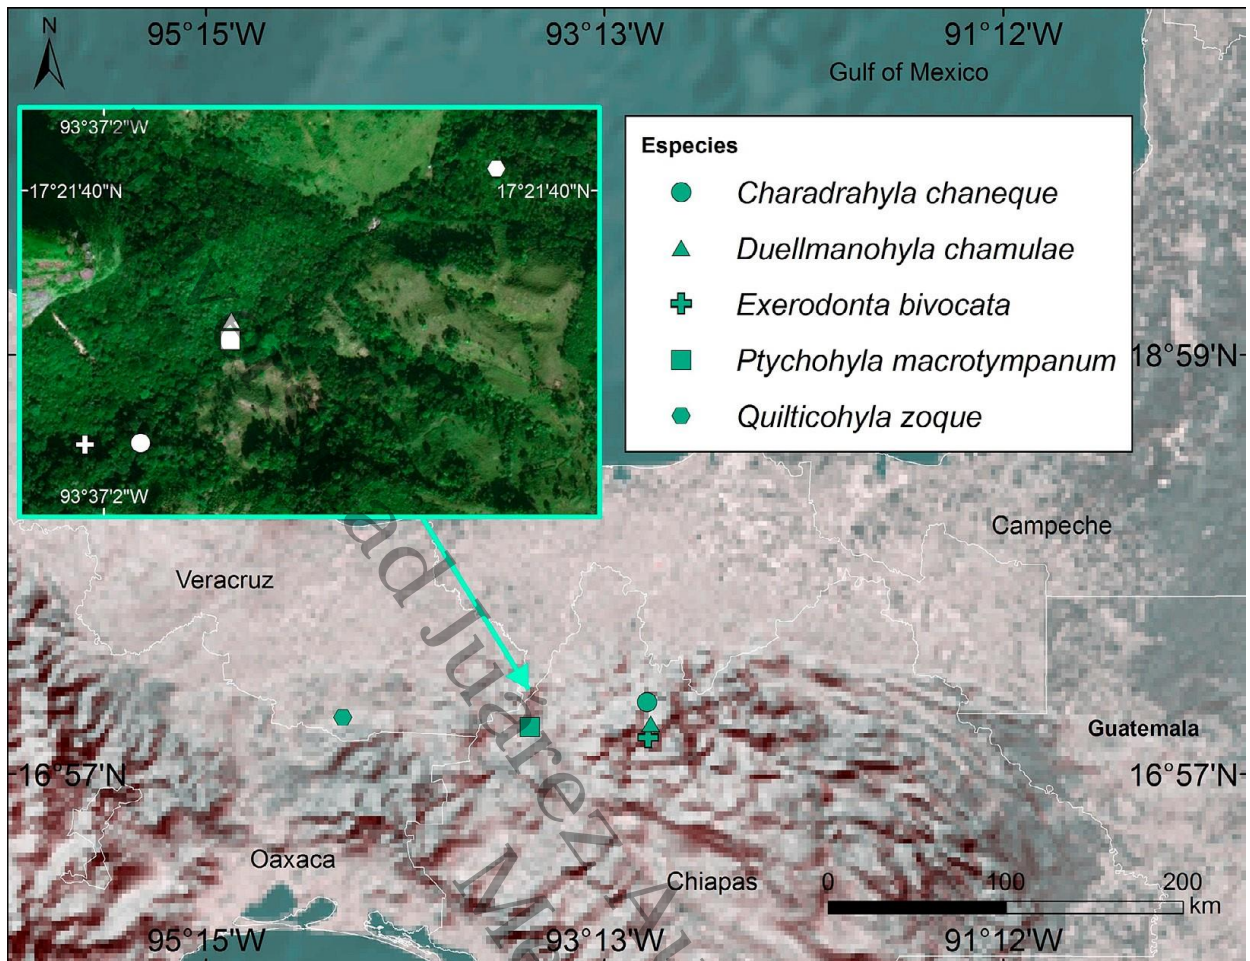 N
95°15'W
93°13'W
91°12'W
Gulf of Mexico
93°37'2"W
17°21'40"N
17°21'40"N
93°37'2"W
Especies
Charadrahyla chaneque
Duellmanohyla chamulae
Exerodonta bivocata
Ptychohyla macrotympanum
Quilticohyla zoque
18°59'N
Campeche
Veracruz
ad Juárez
Guatemala
16°57'N
16°57'N
Oaxaca
Chiapas
0 100 200
km
95°15'W
93°13'W
91°12'W